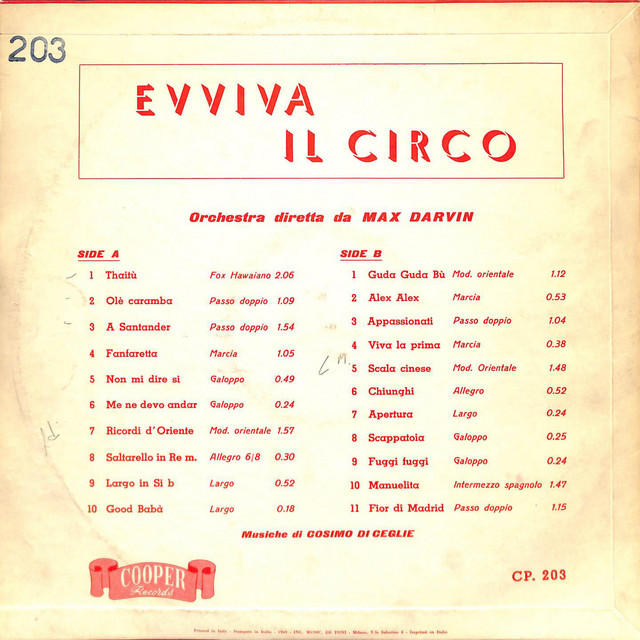 203
EVVIVA
IL CIRCO
Orchestra diretta da MAX DARVIN
SIDE A
1 Thaitù Fox Hawaiano 2.06
2 Olè caramba Passo doppio 1.09
3 A Santander Passo doppio 1.54
4 Fanfaretta Marcia 1.05
5 Non mi dire si Galoppo 0.49
6 Me ne devo andar Galoppo 0.24
7 Ricordi d'Oriente Mod. orientale 1.57
8 Saltarello in Re m. Allegro 6|8 0.30
9 Largo in Si b Largo 0.52
10 Good Babà Largo 0.18
SIDE B
1 Guda Guda Bù Mod. orientale 1.12
2 Alex Alex Marcia 0.53
3 Appassionati Passo doppio 1.04
4 Viva la prima Marcia 0.38
5 Scala cinese Mod. Orientale 1.48
6 Chiunghi Allegro 0.52
7 Apertura Largo 0.24
8 Scappatoia Galoppo 0.25
9 Fuggi fuggi Galoppo 0.24
10 Manuelita Intermezzo spagnolo 1.47
11 Fior di Madrid Passo doppio 1.15
Musiche di COSIMO DI CEGLIE
COOPER
Records
CP. 203
Printed in Italy - Stampato in Italia